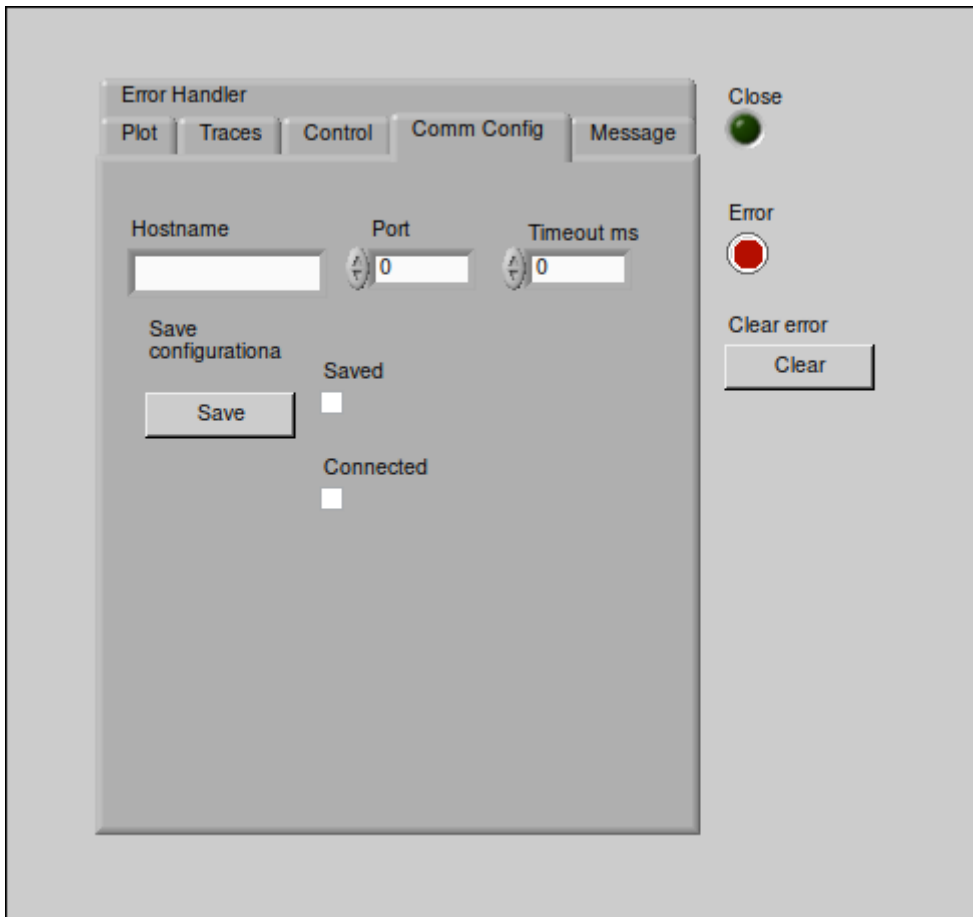 Error Handler
Plot Traces Control Comm Config Message
Close
Error
Hostname Port Timeout ms
0 0
Save
configurationa
Saved
Save
Connected
Clear error
Clear